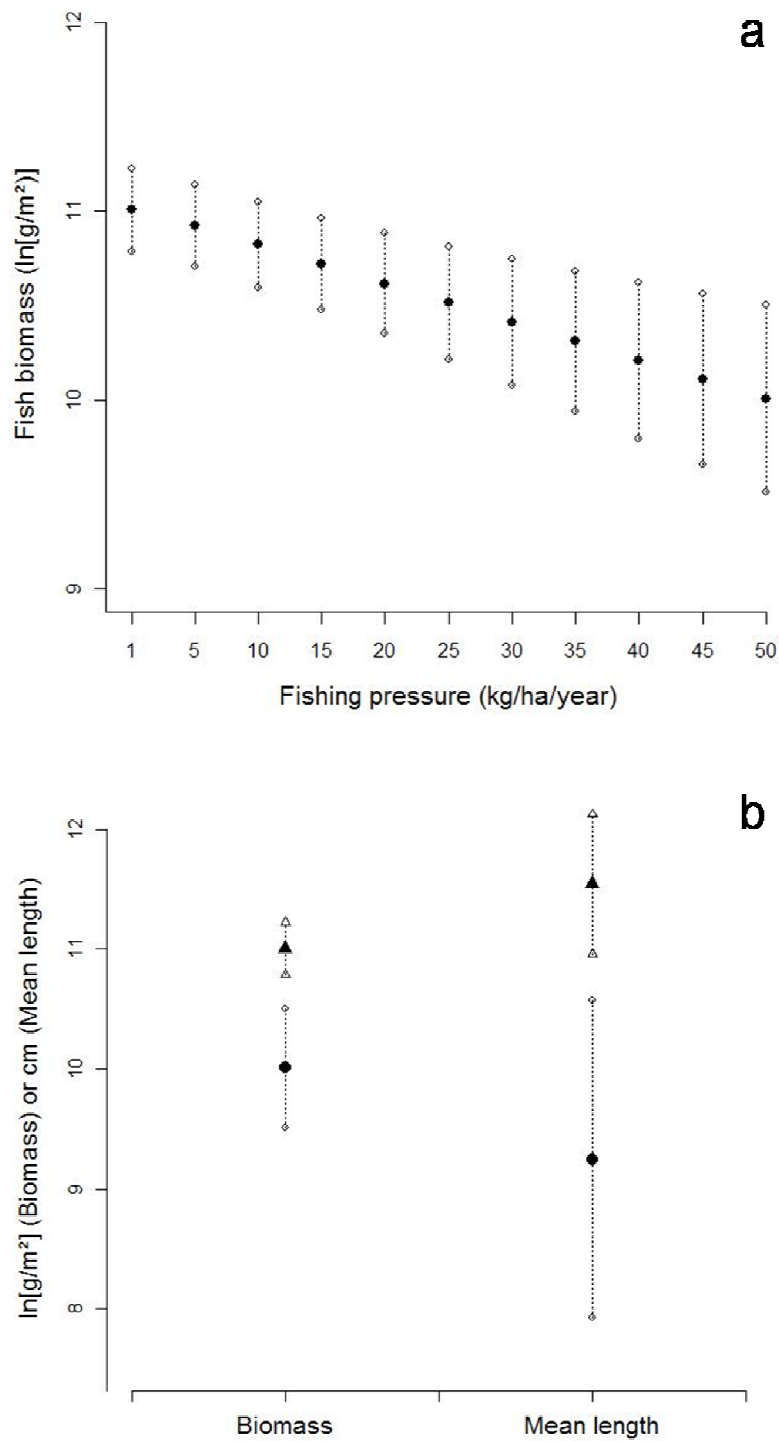 a
12
11
10
9
Fish biomass (ln[g/m²)]
1 5 10 15 20 25 30 35 40 45 50
Fishing pressure (kg/ha/year)
b
12
11
10
9
8
ln[g/m²] (Biomass) or cm (Mean length)
Biomass Mean length